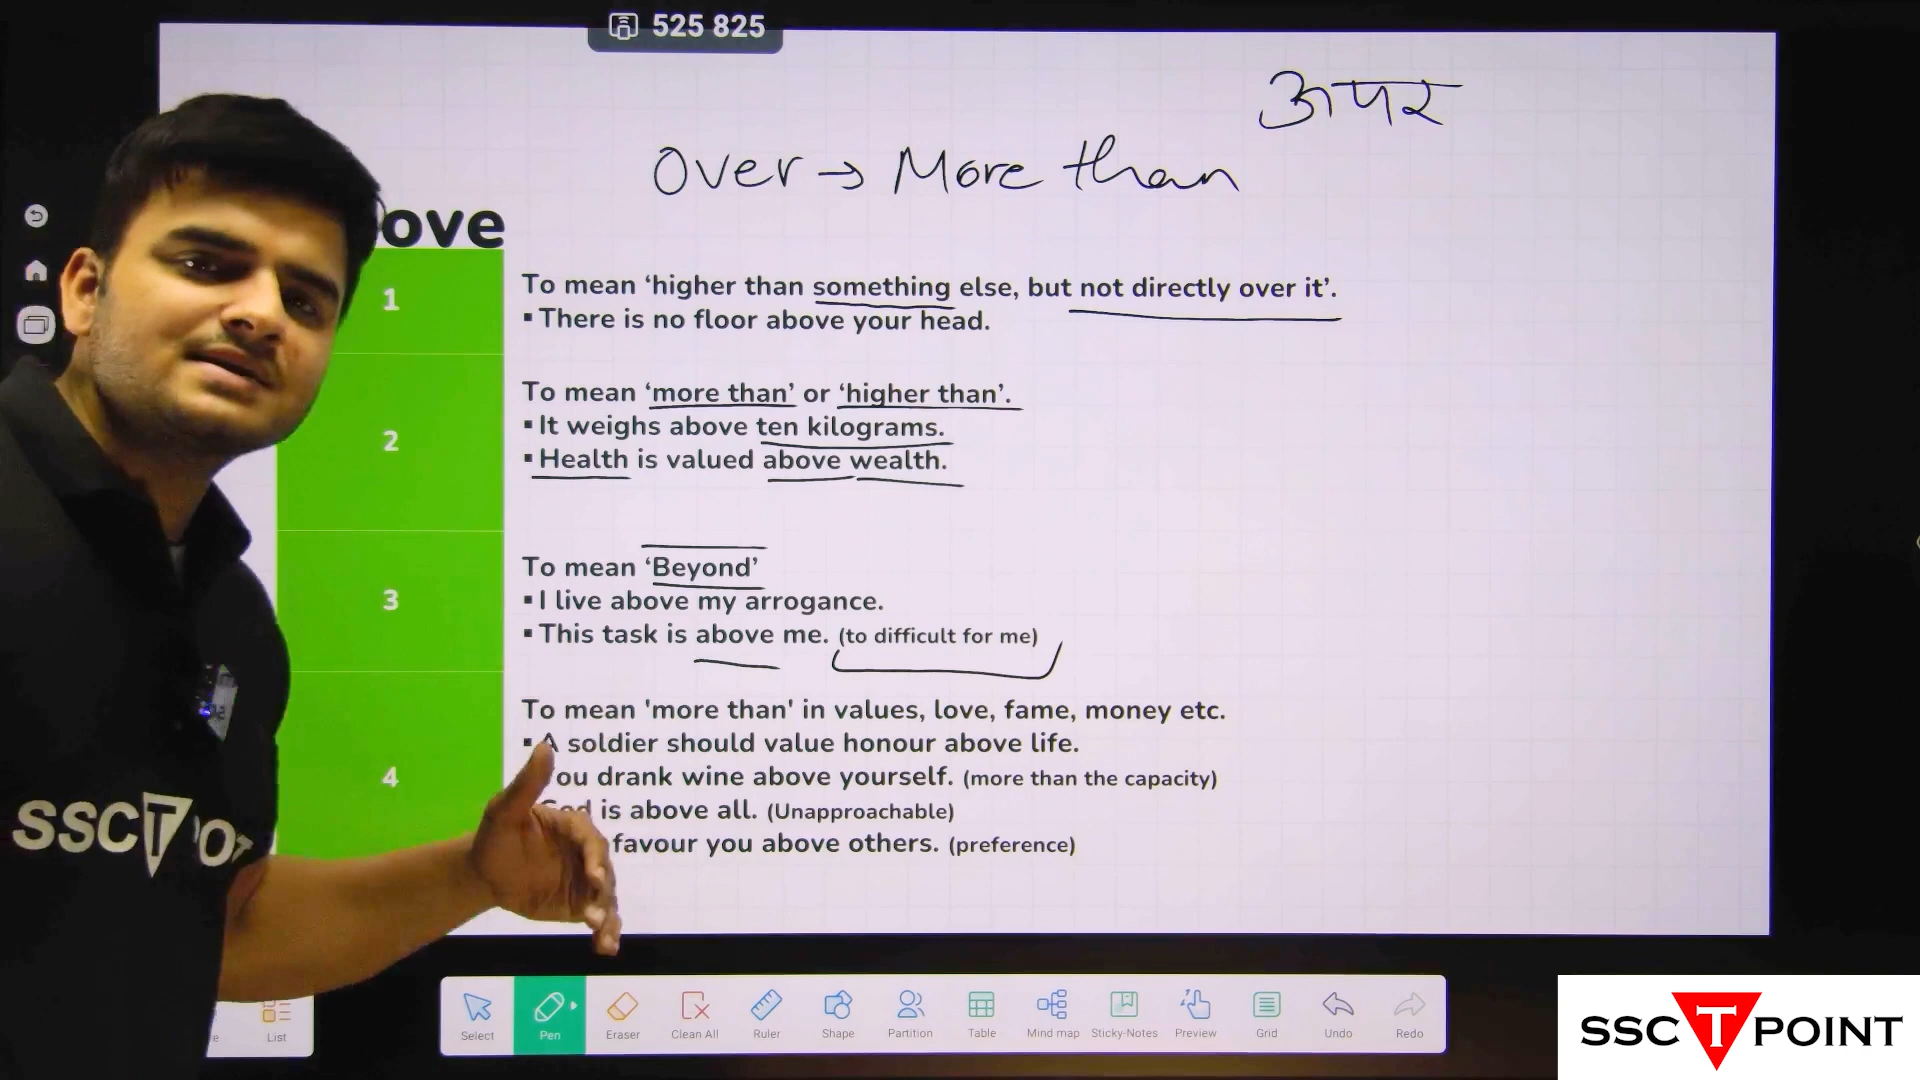 525 825
अपर
Over → More than
ove
1
To mean ‘higher than something else, but not directly over it’.
▪ There is no floor above your head.
2
To mean ‘more than’ or ‘higher than’.
▪ It weighs above ten kilograms.
▪ Health is valued above wealth.
3
To mean ‘Beyond’
▪ I live above my arrogance.
▪ This task is above me. (to difficult for me)
4
To mean 'more than' in values, love, fame, money etc.
▪ A soldier should value honour above life.
ou drank wine above yourself. (more than the capacity)
God is above all. (Unapproachable)
favour you above others. (preference)
SSC T PO
List
Select Pen Eraser Clean All Ruler Shape Partition Table Mind map Sticky-Notes Preview Grid Undo Redo
SSC T POINT